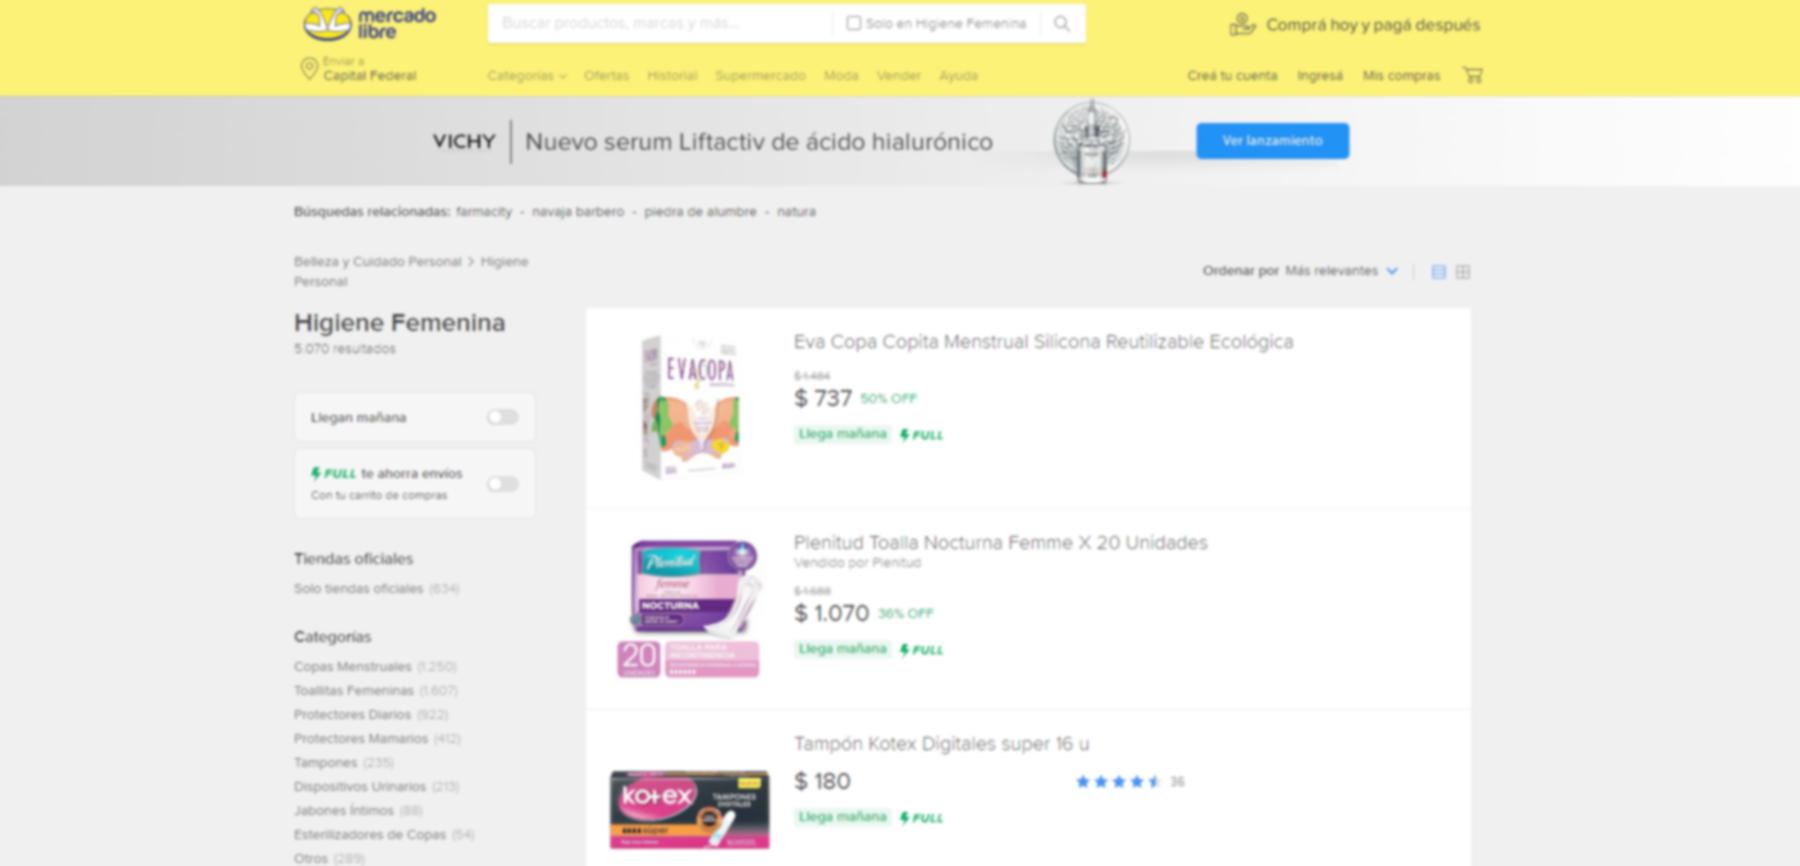 mercado
libre
Buscar productos, marcas y más...
Solo en Higiene Femenina
Comprá hoy y pagá después
Enviar a
Capital Federal
Categorías
Ofertas
Historial
Supermercado
Moda
Vender
Ayuda
Creá tu cuenta
Ingresá
Mis compras
VICHY
Nuevo serum Liftactiv de ácido hialurónico
Ver lanzamiento
Búsquedas relacionadas: farmacity - navaja barbero - piedra de alumbre - natura
Belleza y Cuidado Personal > Higiene
Personal
Ordenar por Más relevantes
Higiene Femenina
5.070 resultados
Llegan mañana
FULL te ahorra envíos
Con tu carrito de compras
Tiendas oficiales
Solo tiendas oficiales (634)
Categorías
Copas Menstruales (1.250)
Toallitas Femeninas (1.607)
Protectores Diarios (922)
Protectores Mamarios (412)
Tampones (235)
Dispositivos Urinarios (213)
Jabones Íntimos (88)
Esterilizadores de Copas (54)
Otros (289)
EVACOPA
Eva Copa Copita Menstrual Silicona Reutilizable Ecológica
$ 1.484
$ 737 50% OFF
Llega mañana FULL
Plenitud
femme
NOCTURNA
20
UNIDADES
TOALLA PARA
INCONTINENCIA
Plenitud Toalla Nocturna Femme X 20 Unidades
Vendido por Plenitud
$ 1.688
$ 1.070 36% OFF
Llega mañana FULL
kotex
TAMPONES
DIGITALES
súper
Tampón Kotex Digitales super 16 u
$ 180
36
Llega mañana FULL